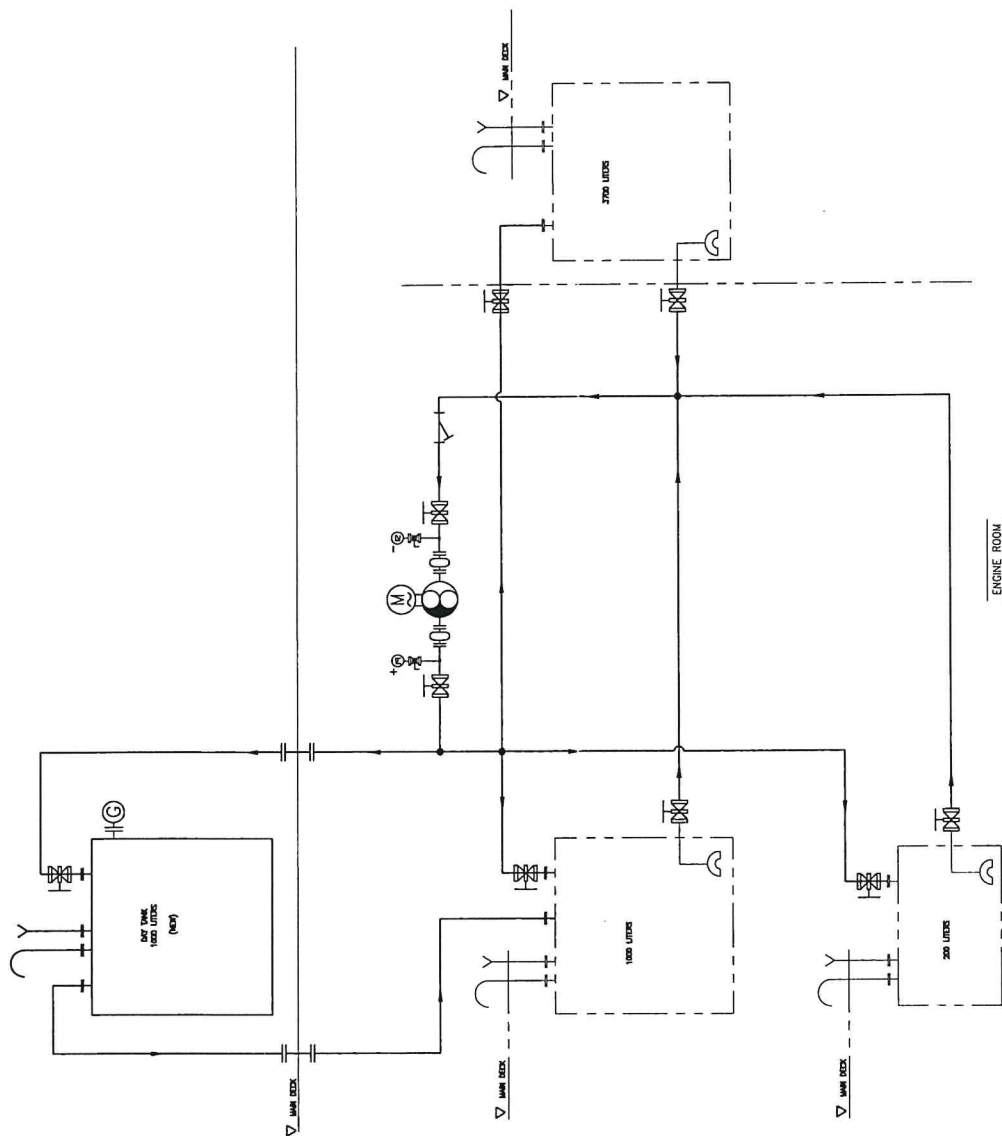 MAIN DECK
3700 LITERS
M
G
DAY TANK
1000 LITERS
(NEW)
1000 LITERS
200 LITERS
MAIN DECK
MAIN DECK
MAIN DECK
ENGINE ROOM